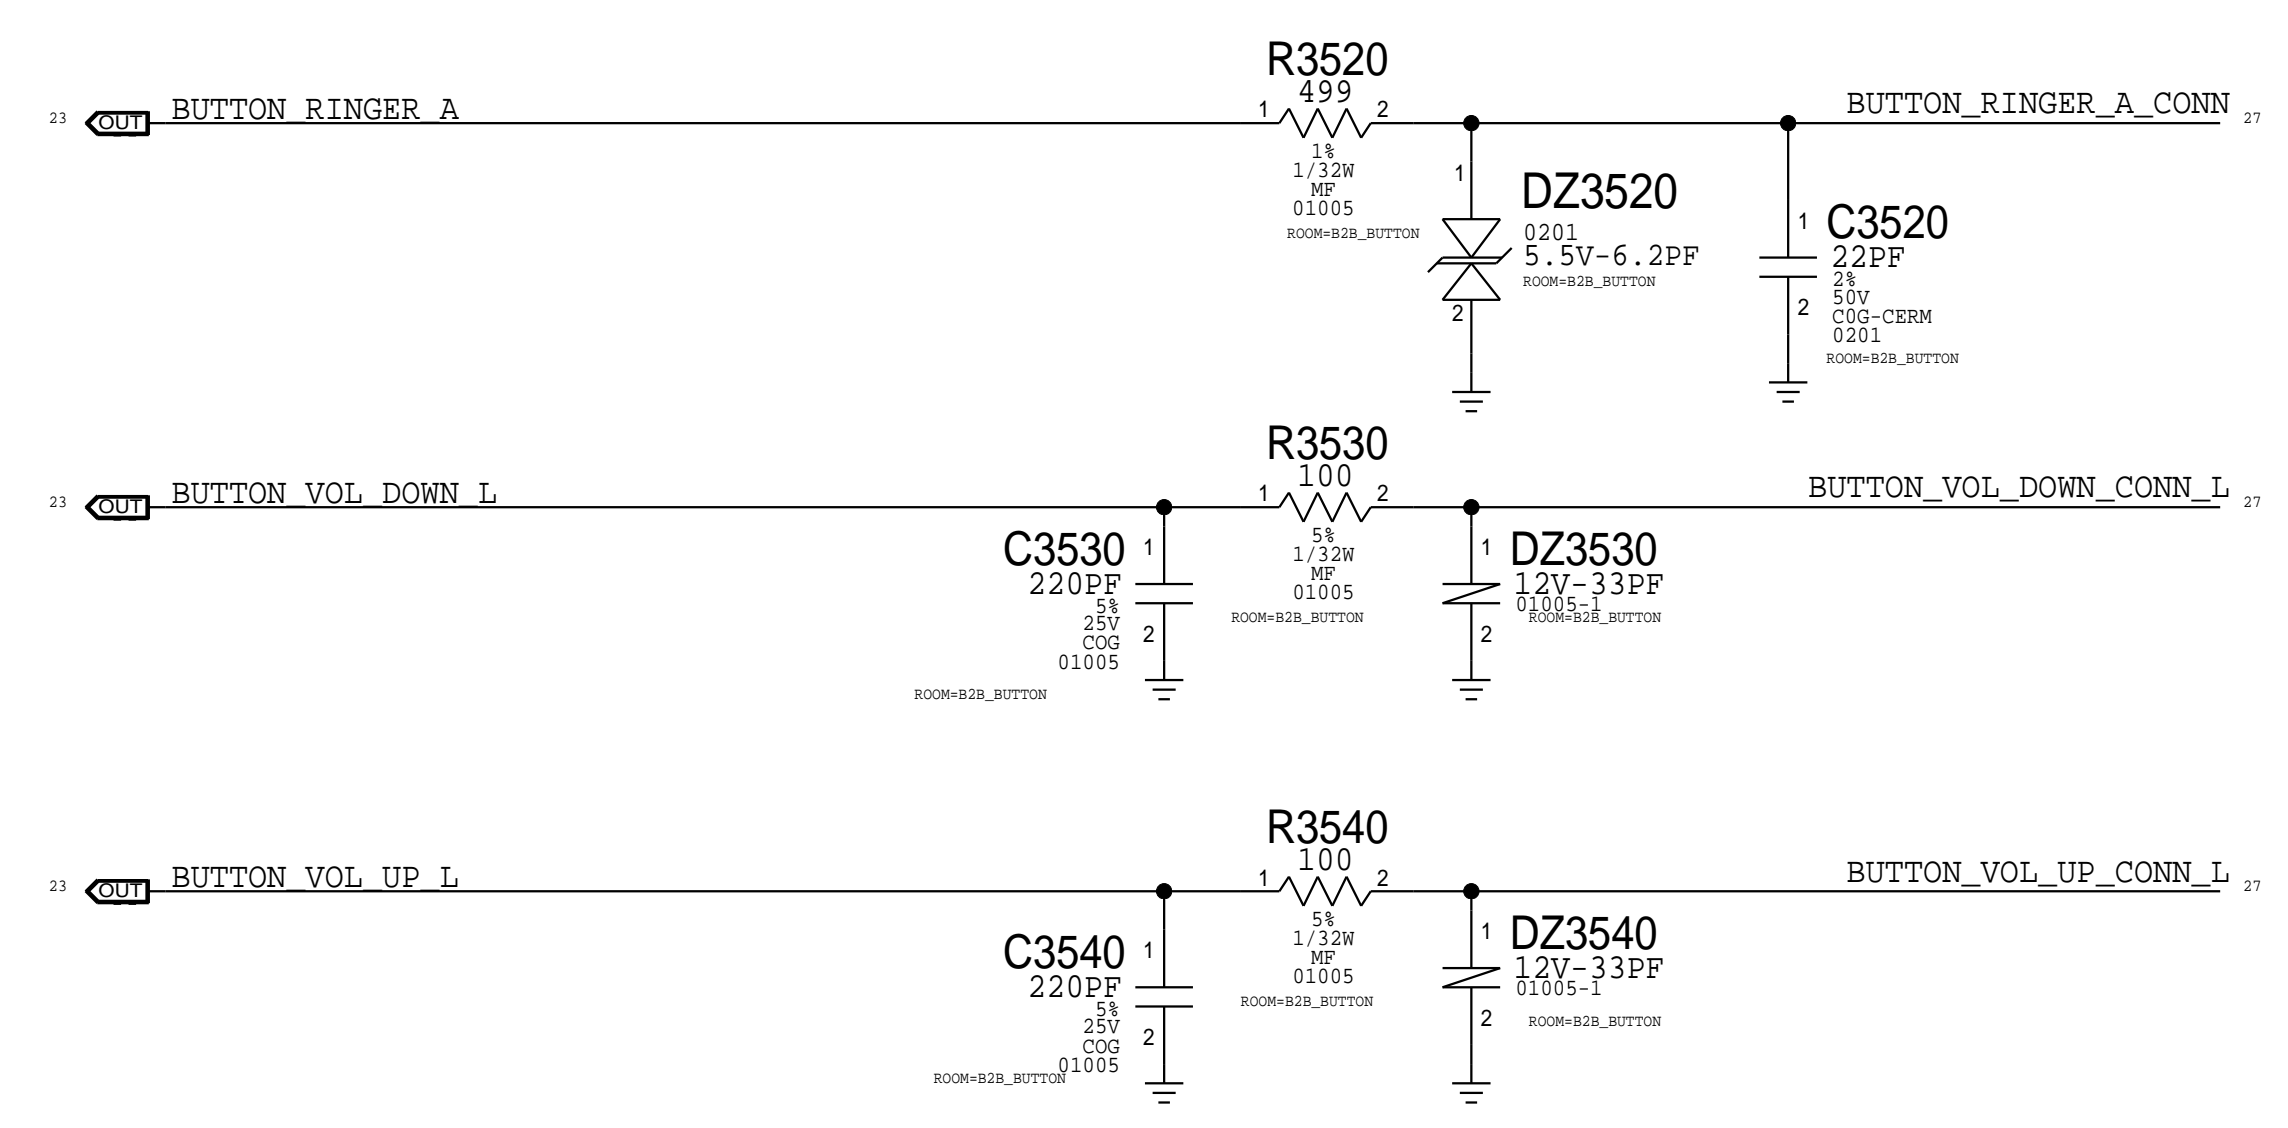 R3520
499
23 OUT BUTTON_RINGER_A 1 2 BUTTON_RINGER_A_CONN 27
1%
1/32W
MF
01005
ROOM=B2B_BUTTON
1
DZ3520
0201
5.5V-6.2PF
ROOM=B2B_BUTTON
2
1
C3520
22PF
2%
50V
C0G-CERM
0201
2
ROOM=B2B_BUTTON
R3530
100
23 OUT BUTTON_VOL_DOWN_L 1 2 BUTTON_VOL_DOWN_CONN_L 27
C3530 1
220PF
5%
25V
COG
01005
2
ROOM=B2B_BUTTON
5%
1/32W
MF
01005
ROOM=B2B_BUTTON
1 DZ3530
12V-33PF
01005-1
ROOM=B2B_BUTTON
2
R3540
100
23 OUT BUTTON_VOL_UP_L 1 2 BUTTON_VOL_UP_CONN_L 27
C3540 1
220PF
5%
25V
COG
01005
2
ROOM=B2B_BUTTON
5%
1/32W
MF
01005
ROOM=B2B_BUTTON
1 DZ3540
12V-33PF
01005-1
2
ROOM=B2B_BUTTON